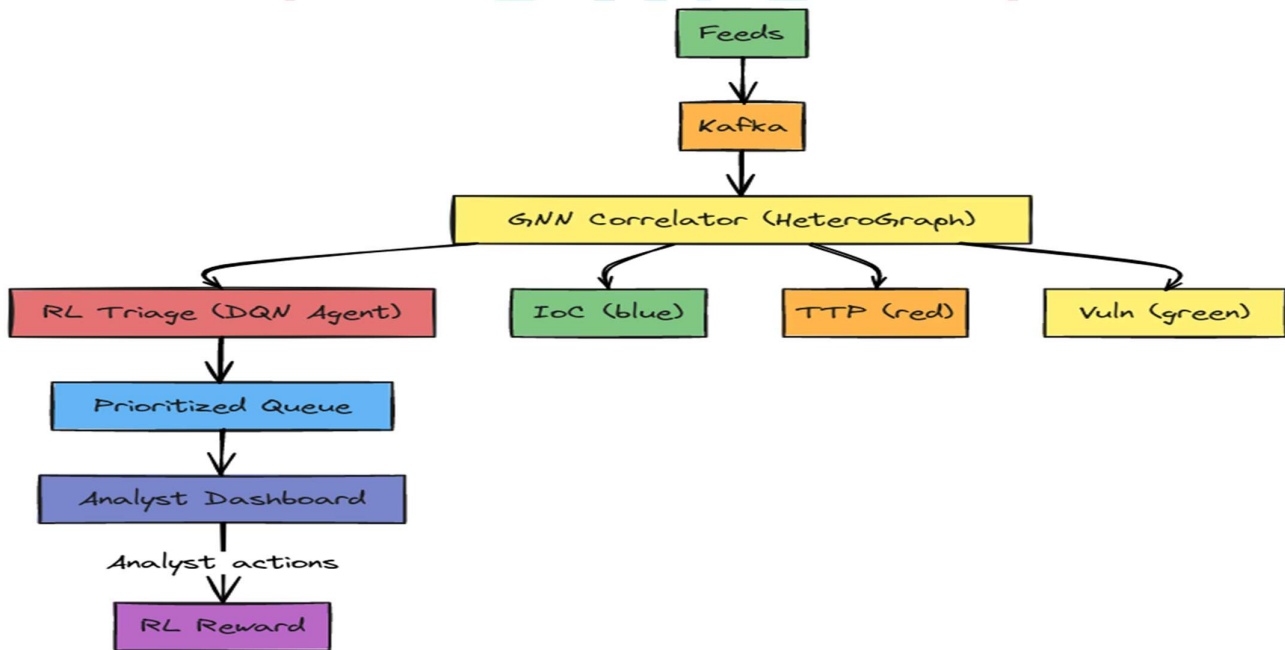 Feeds
Kafka
GNN Correlator (HeteroGraph)
RL Triage (DQN Agent)
IoC (blue)
TTP (red)
Vuln (green)
Prioritized Queue
Analyst Dashboard
Analyst actions
RL Reward